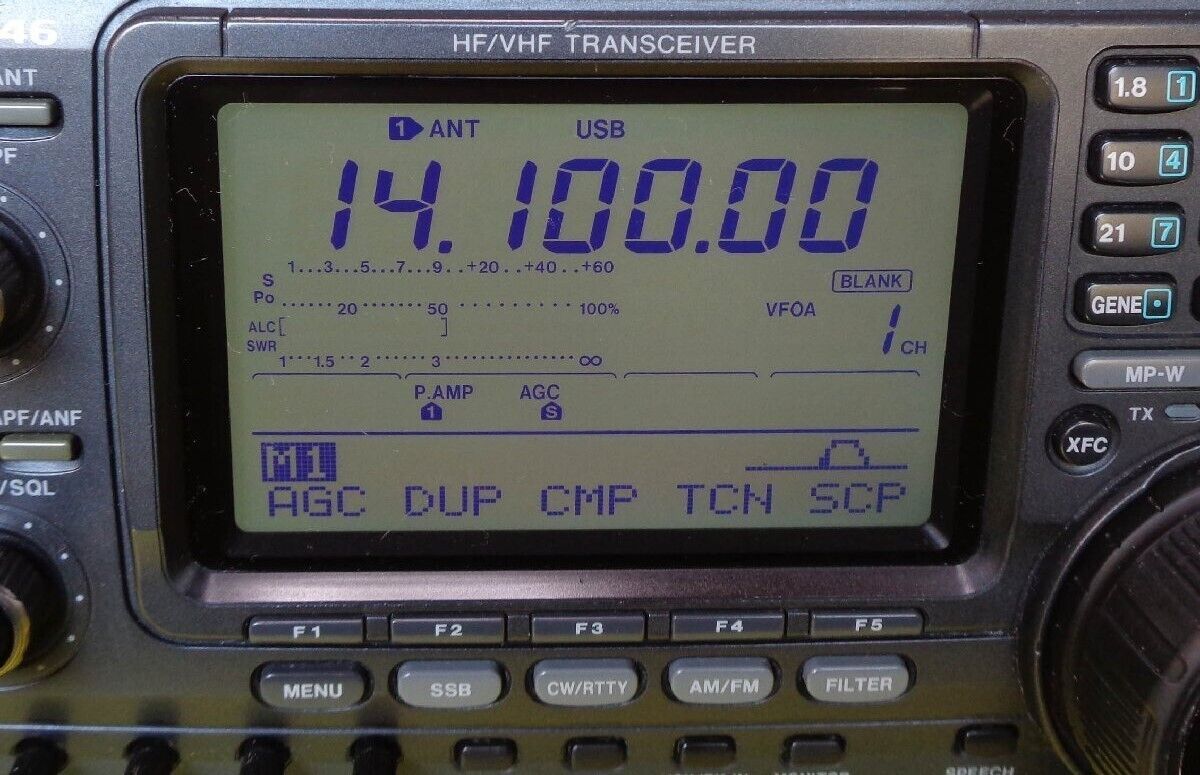 46
HF/VHF TRANSCEIVER
ANT
1 ANT USB
14.100.00
S 1...3...5...7...9..+20..+40..+60
Po 20 50 100%
ALC
SWR 1 1.5 2 3 ∞
BLANK
VFOA
1 CH
P.AMP AGC
1 S
M1
AGC DUP CMP TCN SCP
1.8 1
10 4
21 7
GENE •
MP-W
TX
XFC
APF/ANF
/SQL
F1 F2 F3 F4 F5
MENU SSB CW/RTTY AM/FM FILTER
MONITOR
SPEECH